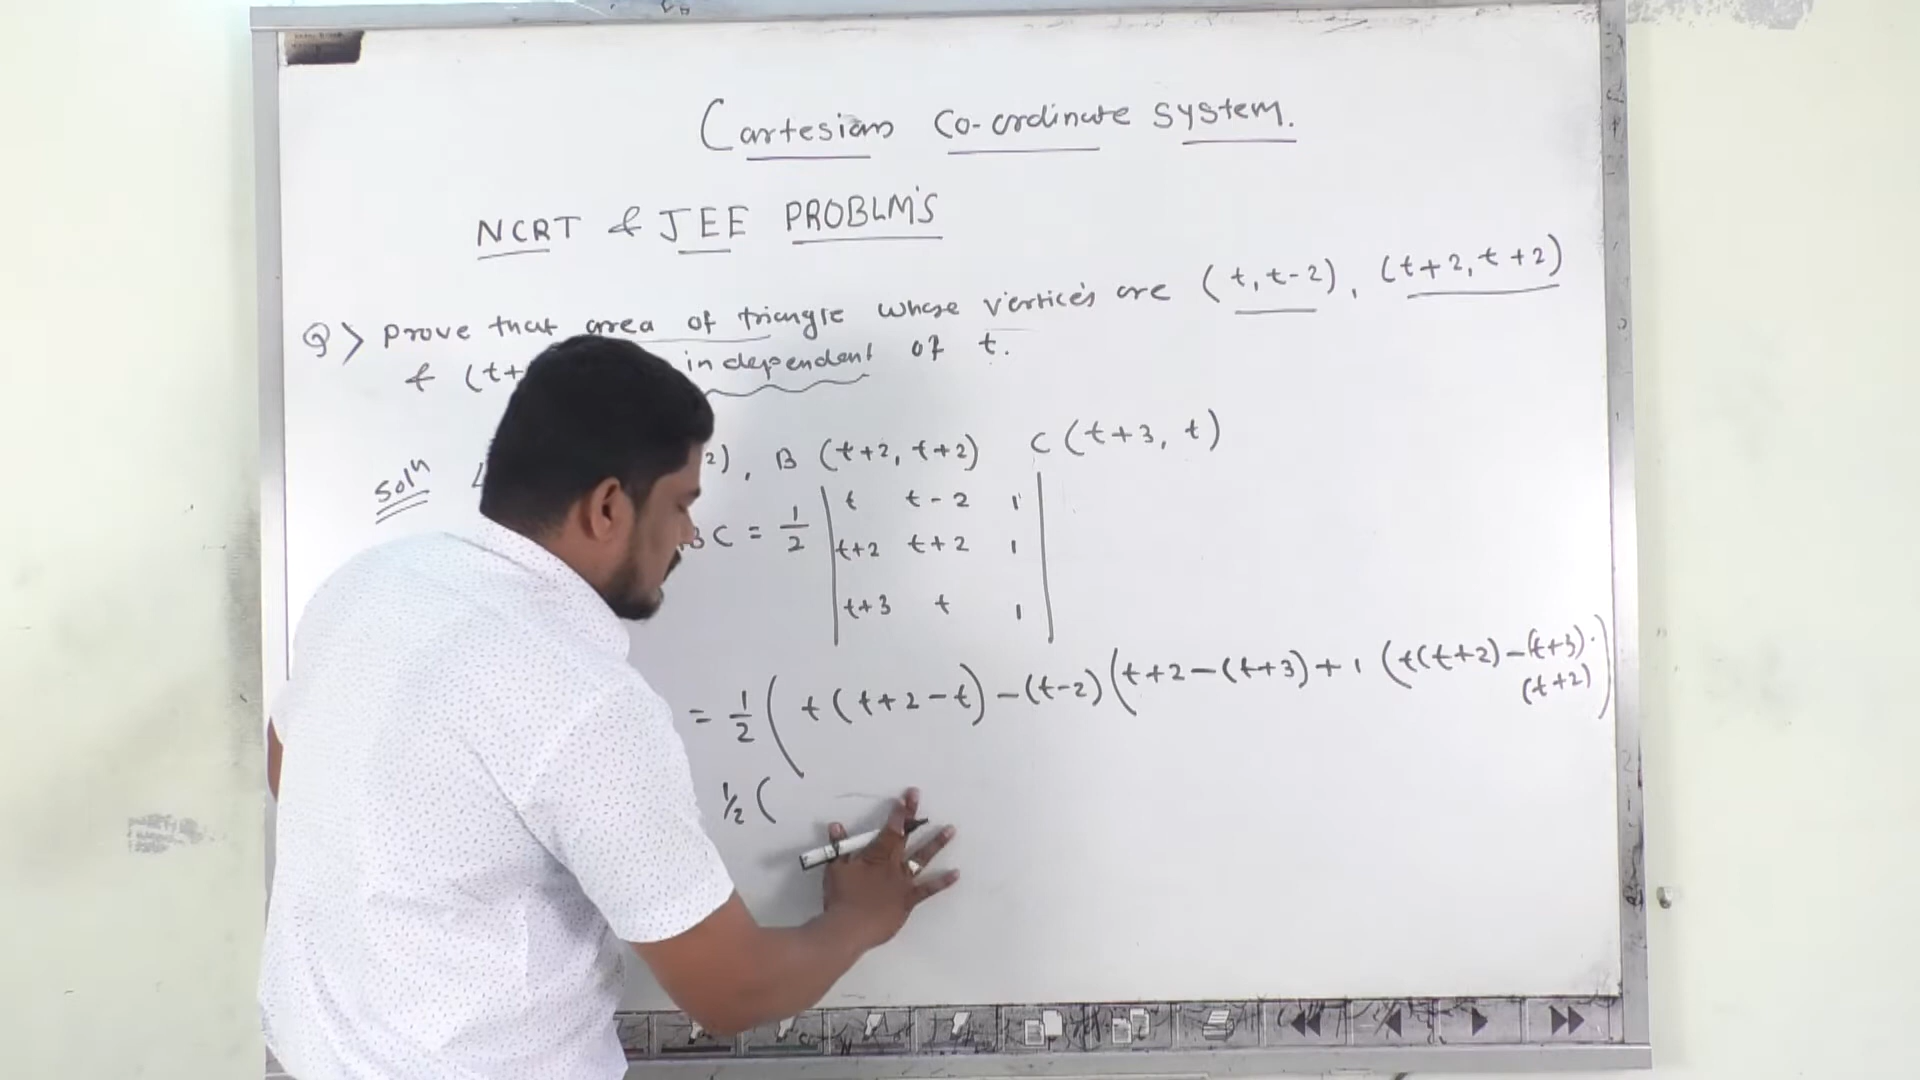 Cartesian Co-ordinate system.
NCRT & JEE PROBLM'S
Q> prove that area of triangle whose vertices are (t, t-2), (t+2, t+2)
& (t+ independent of t.
Soln 2), B (t+2, t+2) C (t+3, t)
BC = 1/2 | t t-2 1 |
| t+2 t+2 1 |
| t+3 t 1 |
= 1/2 ( t(t+2-t) - (t-2) (t+2-(t+3) + 1 (t(t+2) - (t+3).
(t+2) )
1/2 (